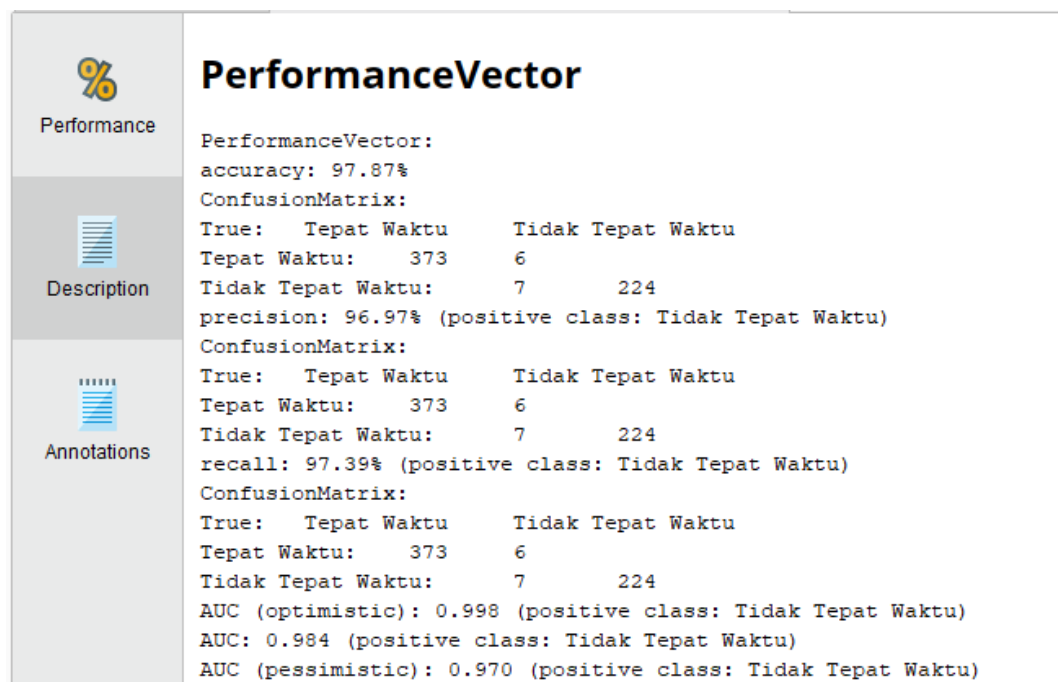 PerformanceVector
Performance
PerformanceVector:
accuracy: 97.87%
ConfusionMatrix:
True:   Tepat Waktu     Tidak Tepat Waktu
Tepat Waktu:    373     6
Description
Tidak Tepat Waktu:      7       224
precision: 96.97% (positive class: Tidak Tepat Waktu)
ConfusionMatrix:
True:   Tepat Waktu     Tidak Tepat Waktu
Tepat Waktu:    373     6
Tidak Tepat Waktu:      7       224
Annotations
recall: 97.39% (positive class: Tidak Tepat Waktu)
ConfusionMatrix:
True:   Tepat Waktu     Tidak Tepat Waktu
Tepat Waktu:    373     6
Tidak Tepat Waktu:      7       224
AUC (optimistic): 0.998 (positive class: Tidak Tepat Waktu)
AUC: 0.984 (positive class: Tidak Tepat Waktu)
AUC (pessimistic): 0.970 (positive class: Tidak Tepat Waktu)